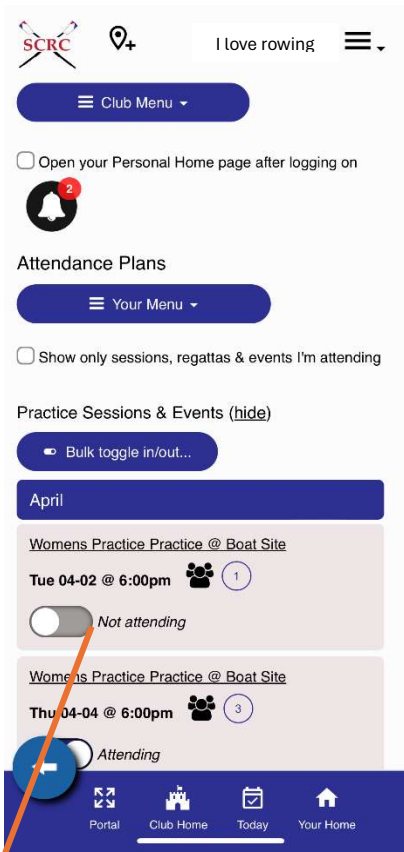 SCRC
I love rowing
Club Menu
Open your Personal Home page after logging on
2
Attendance Plans
Your Menu
Show only sessions, regattas & events I'm attending
Practice Sessions & Events (hide)
Bulk toggle in/out...
April
Womens Practice Practice @ Boat Site
Tue 04-02 @ 6:00pm 1
Not attending
Womens Practice Practice @ Boat Site
Thu 04-04 @ 6:00pm 3
Attending
Portal Club Home Today Your Home